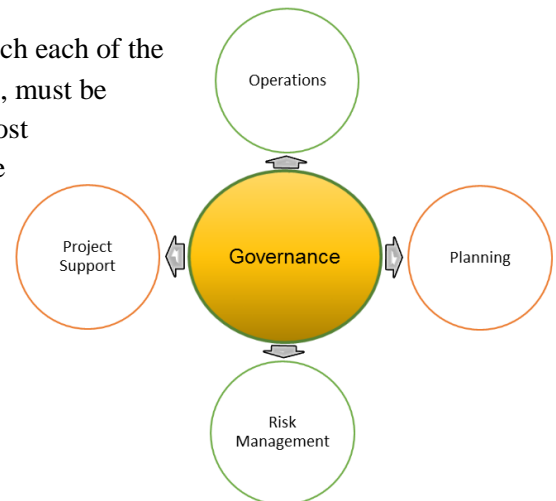 ch each of the
, must be
ost
e
Operations
Project
Support
Governance
Planning
Risk
Management